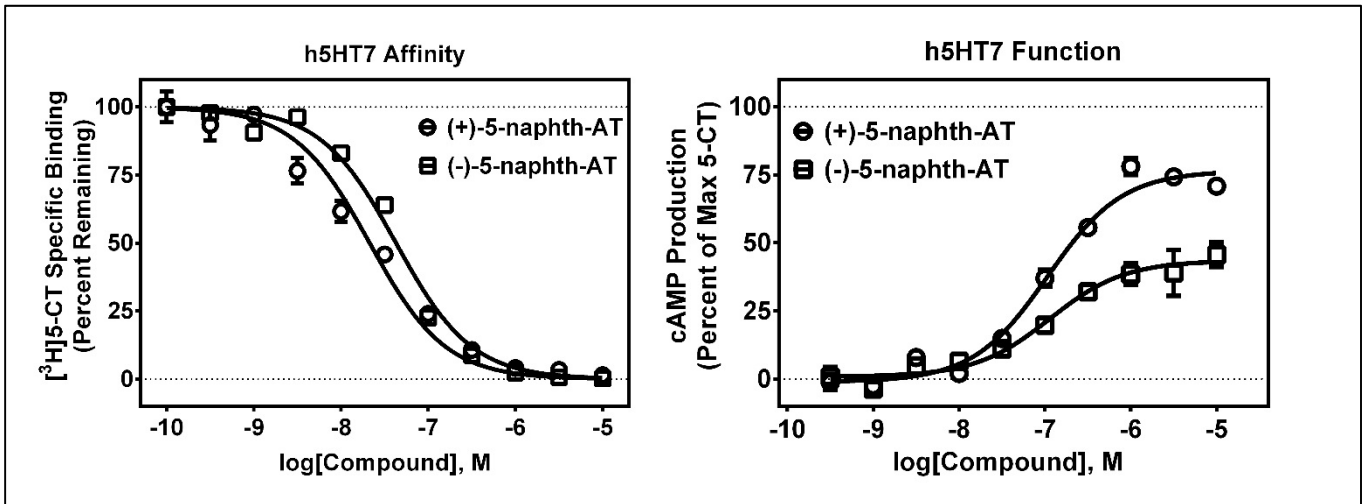 h5HT7 Affinity
[³H]5-CT Specific Binding
(Percent Remaining)
100
75
50
25
0
(+)-5-naphth-AT
(-)-5-naphth-AT
-10 -9 -8 -7 -6 -5
log[Compound], M
h5HT7 Function
cAMP Production
(Percent of Max 5-CT)
100
75
50
25
0
(+)-5-naphth-AT
(-)-5-naphth-AT
-10 -9 -8 -7 -6 -5
log[Compound], M